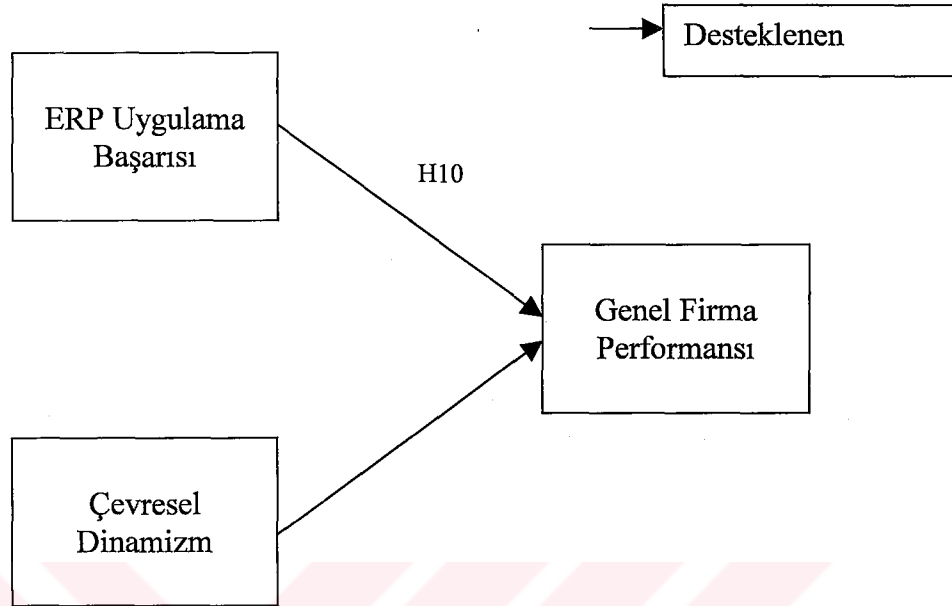 Desteklenen
ERP Uygulama
Başarısı
H10
Genel Firma
Performansı
Çevresel
Dinamizm